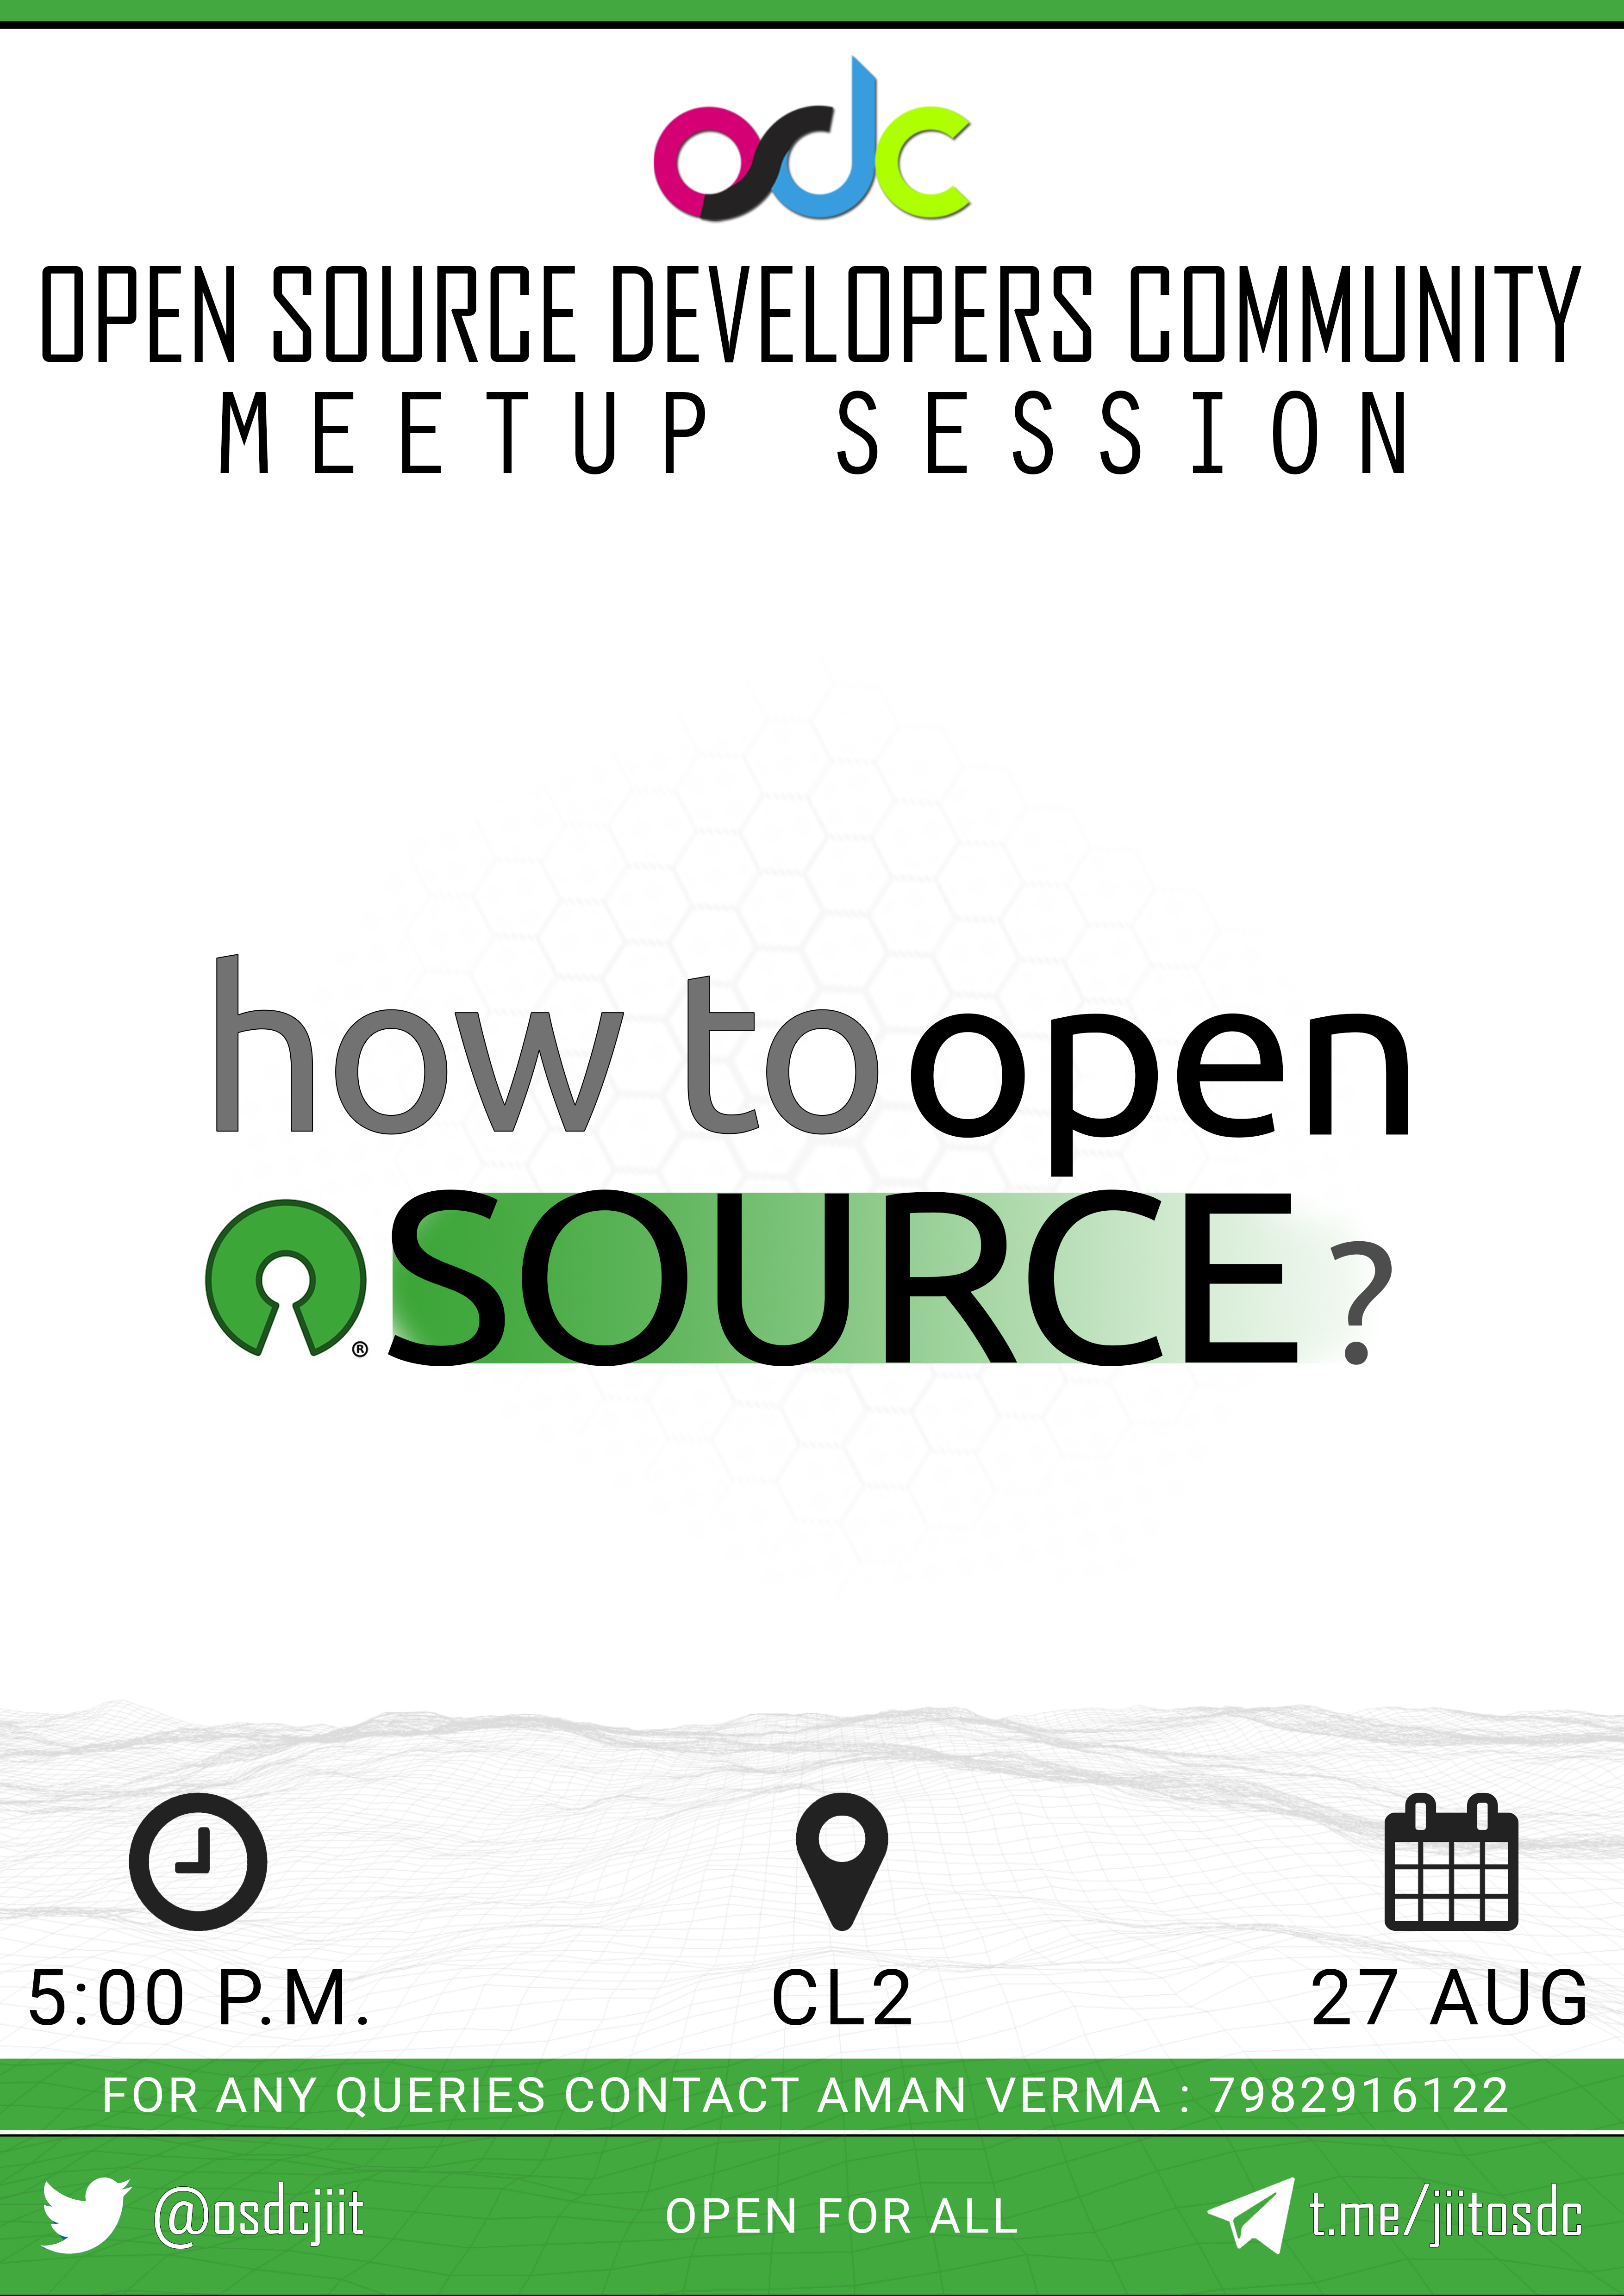 osdc
OPEN SOURCE DEVELOPERS COMMUNITY
MEETUP SESSION
how to open
® SOURCE ?
5:00 P.M.
CL2
27 AUG
FOR ANY QUERIES CONTACT AMAN VERMA : 7982916122
@osdcjiit
OPEN FOR ALL
t.me/jiitosdc